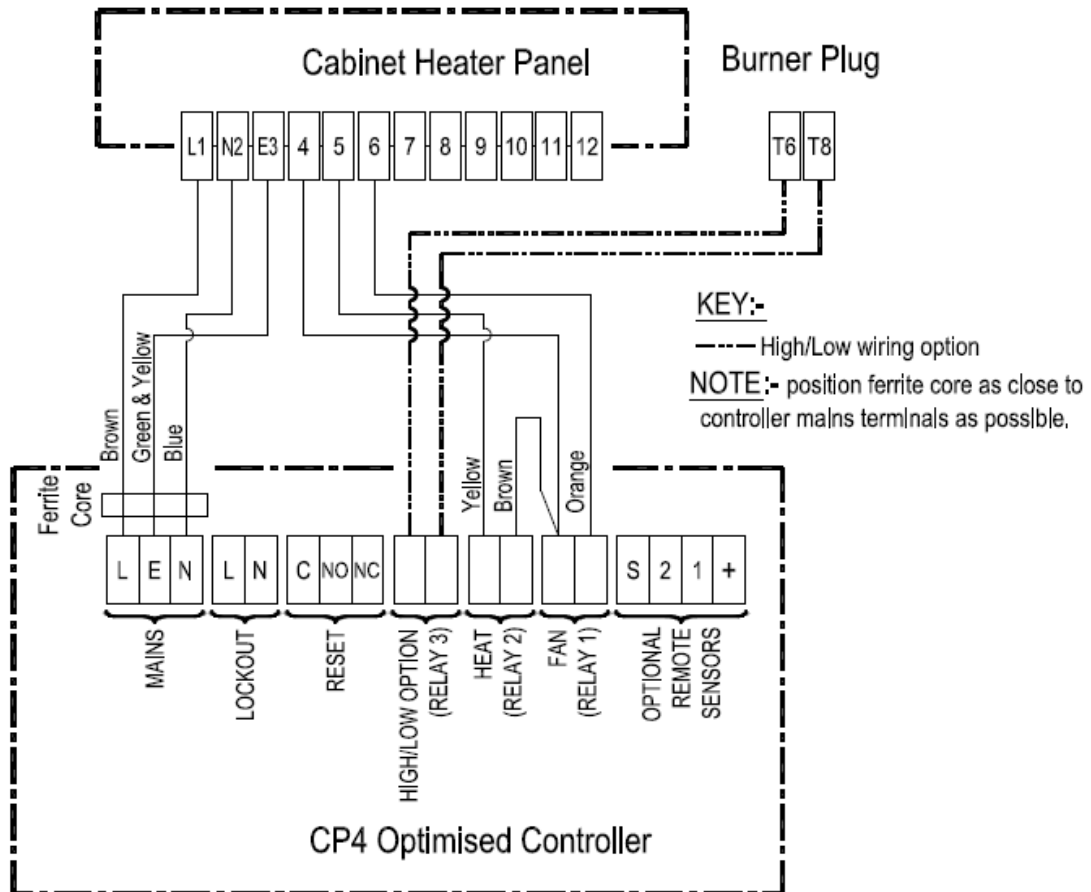 Cabinet Heater Panel
Burner Plug
L1 N2 E3 4 5 6 7 8 9 10 11 12
T6 T8
KEY:-
High/Low wiring option
NOTE:- position ferrite core as close to
controller mains terminals as possible.
Brown
Green & Yellow
Blue
Yellow
Brown
Orange
Ferrite
Core
L E N
L N
C NO NC
S 2 1 +
MAINS
LOCKOUT
RESET
HIGH/LOW OPTION
(RELAY 3)
HEAT
(RELAY 2)
FAN
(RELAY 1)
OPTIONAL
REMOTE
SENSORS
CP4 Optimised Controller